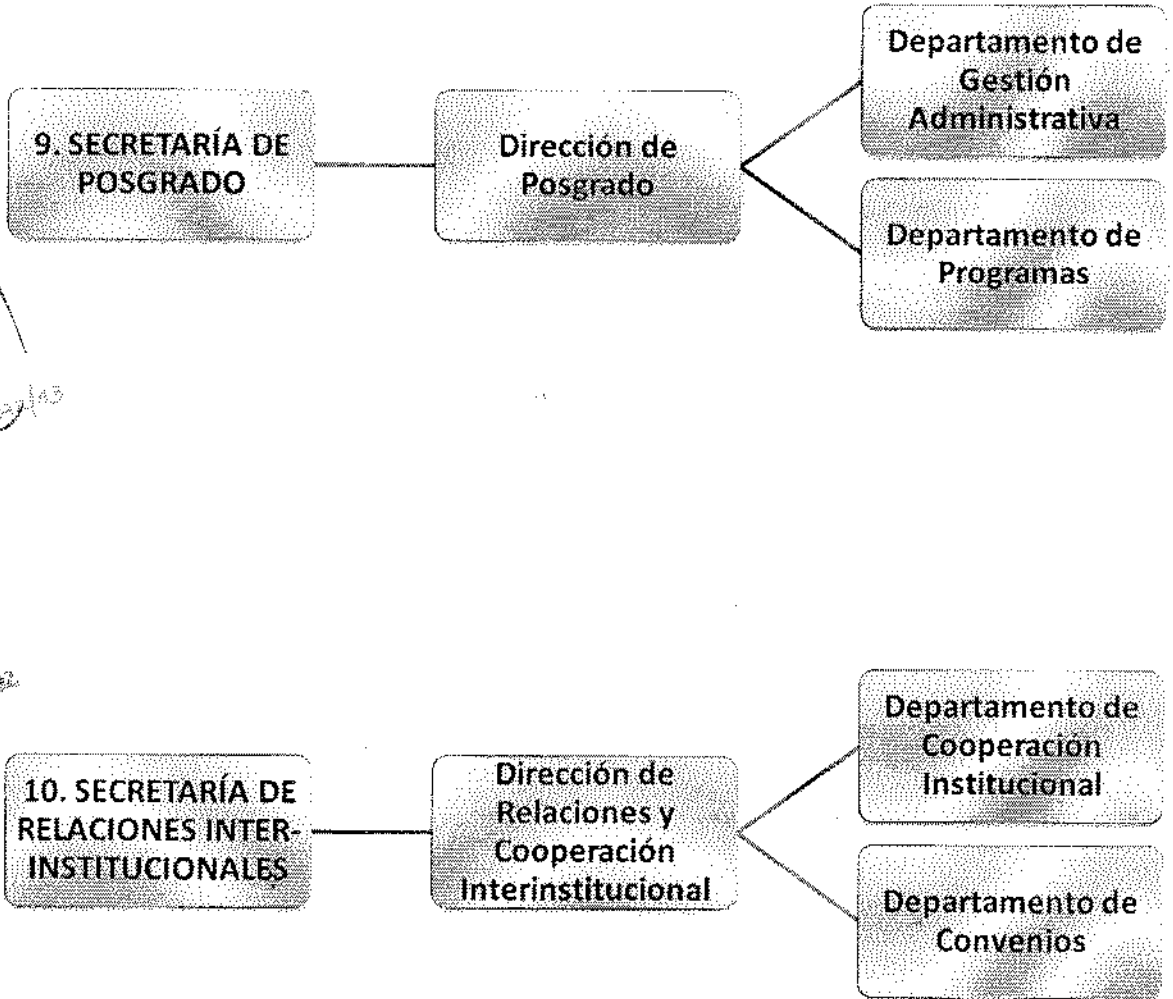 9. SECRETARÍA DE
POSGRADO
Dirección de
Posgrado
Departamento de
Gestión
Administrativa
Departamento de
Programas
10. SECRETARÍA DE
RELACIONES INTER-
INSTITUCIONALES
Dirección de
Relaciones y
Cooperación
Interinstitucional
Departamento de
Cooperación
Institucional
Departamento de
Convenios